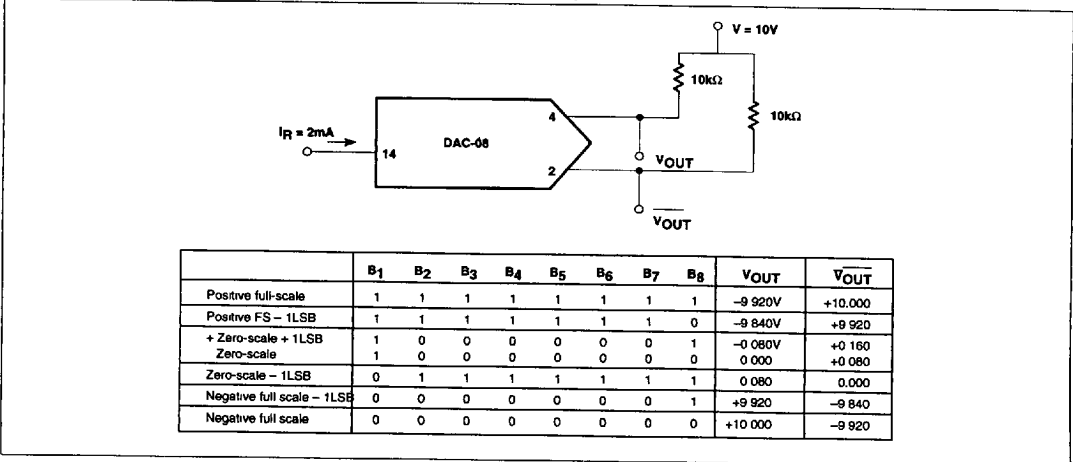 V = 10V
10kΩ
10kΩ
4
I_R = 2mA
14
DAC-08
V_OUT
2
V̅_O̅U̅T̅
B1 B2 B3 B4 B5 B6 B7 B8 V_OUT V̅_O̅U̅T̅
Positive full-scale 1 1 1 1 1 1 1 1 –9 920V +10.000
Positive FS – 1LSB 1 1 1 1 1 1 1 0 –9 840V +9 920
+ Zero-scale + 1LSB 1 0 0 0 0 0 0 1 –0 080V +0 160
Zero-scale 1 0 0 0 0 0 0 0 0 000 +0 080
Zero-scale – 1LSB 0 1 1 1 1 1 1 1 0 080 0.000
Negative full scale – 1LSB 0 0 0 0 0 0 0 1 +9 920 –9 840
Negative full scale 0 0 0 0 0 0 0 0 +10 000 –9 920